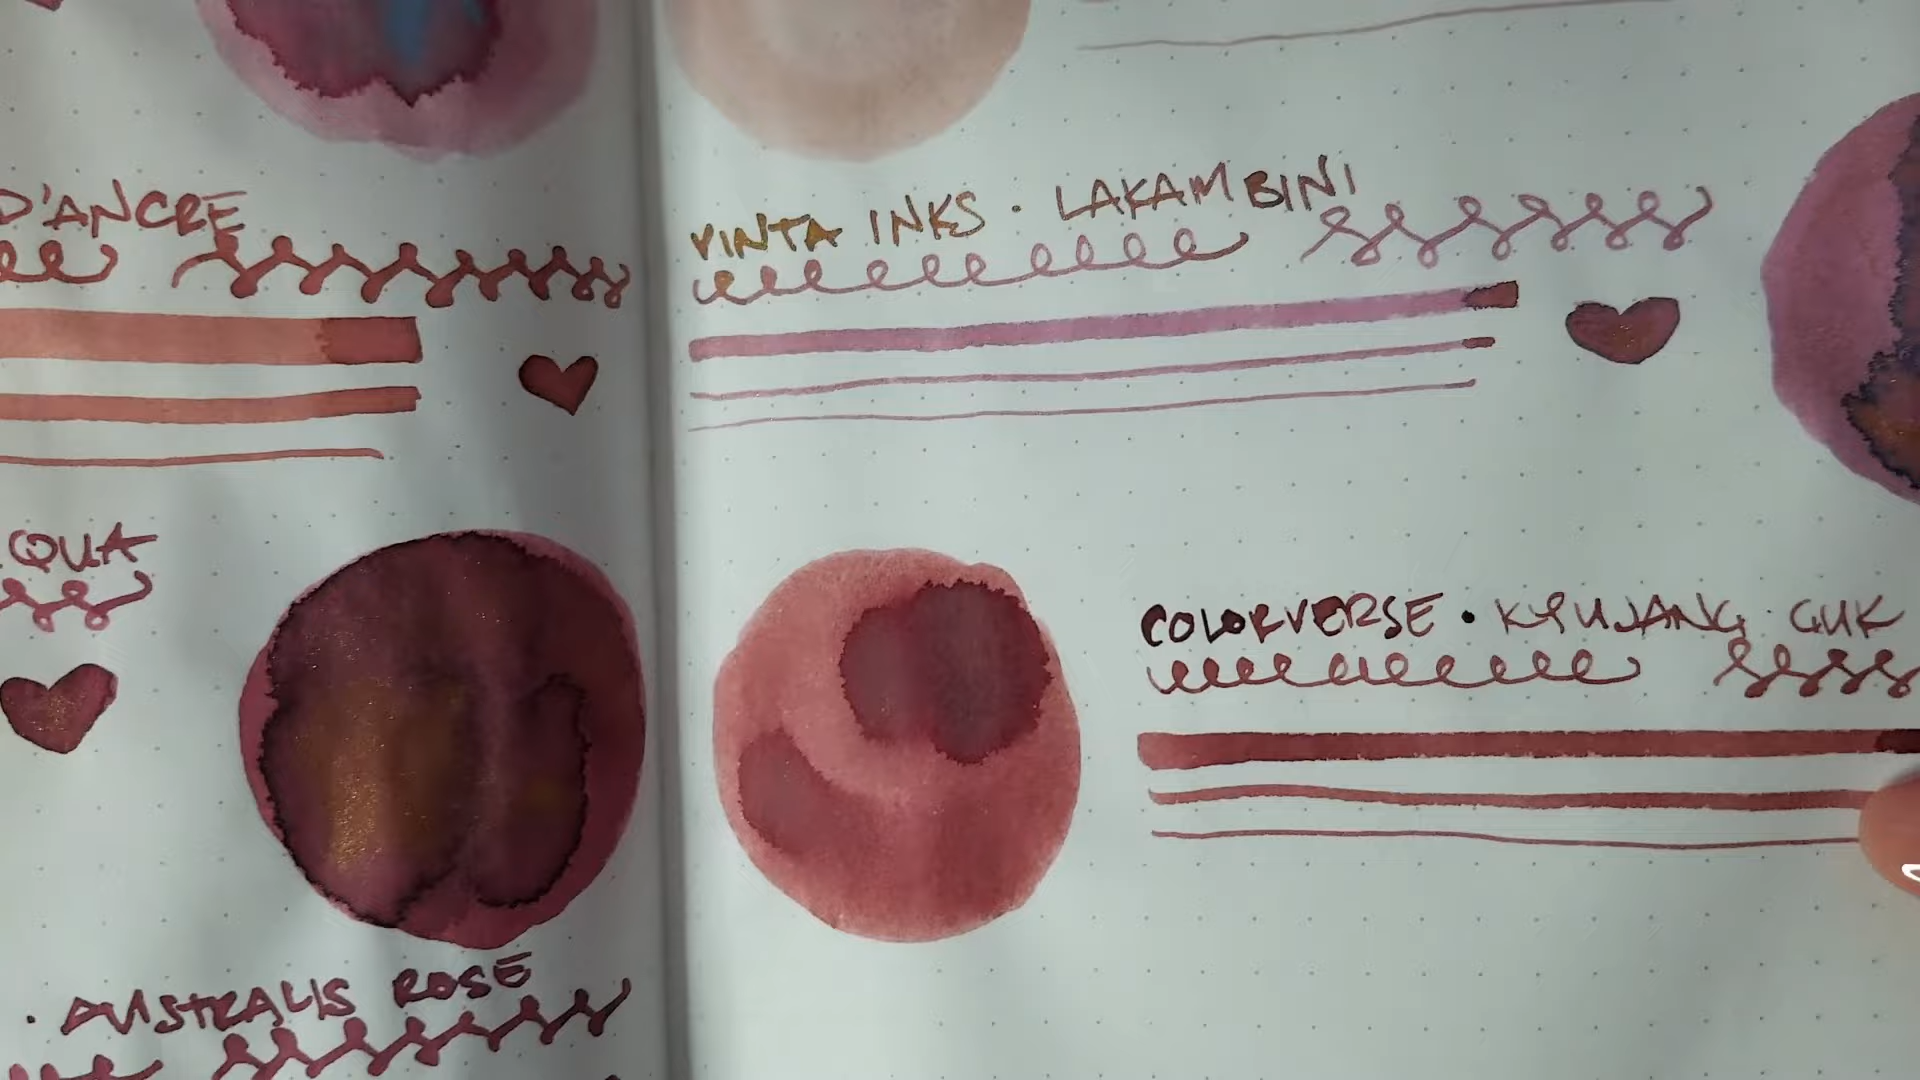 D'ANCRE
QUA
AUSTRALIS ROSE
VINTA INKS · LAKAMBINI
COLORVERSE · KYUJANG GUK